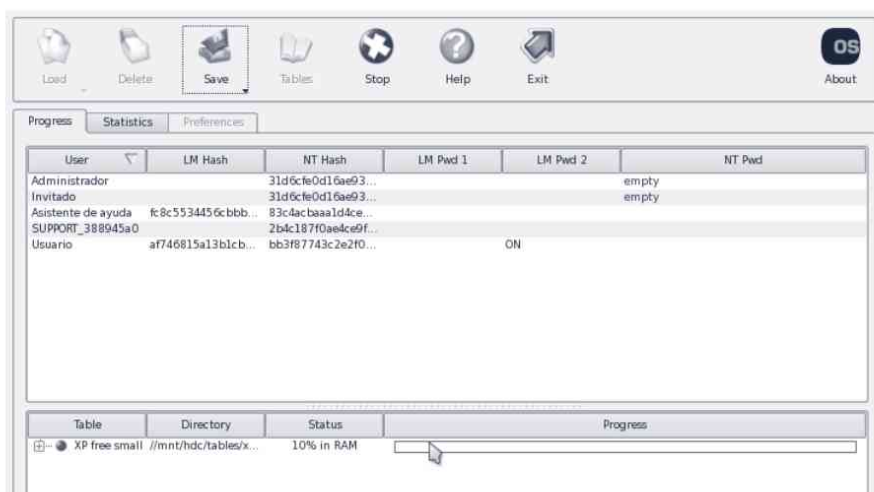 Load Delete Save Tables Stop Help Exit About
OS
Progress Statistics Preferences
User LM Hash NT Hash LM Pwd 1 LM Pwd 2 NT Pwd
Administrador 31d6cfe0d16ae93... empty
Invitado 31d6cfe0d16ae93... empty
Asistente de ayuda fc8c5534456cbbb... 83c4acbaaa1d4ce...
SUPPORT_388945a0 2b4c187f0ae4ce9f...
Usuario af746815a13b1cb... bb3f87743c2e2f0... ON
Table Directory Status Progress
XP free small //mnt/hdc/tables/x... 10% in RAM